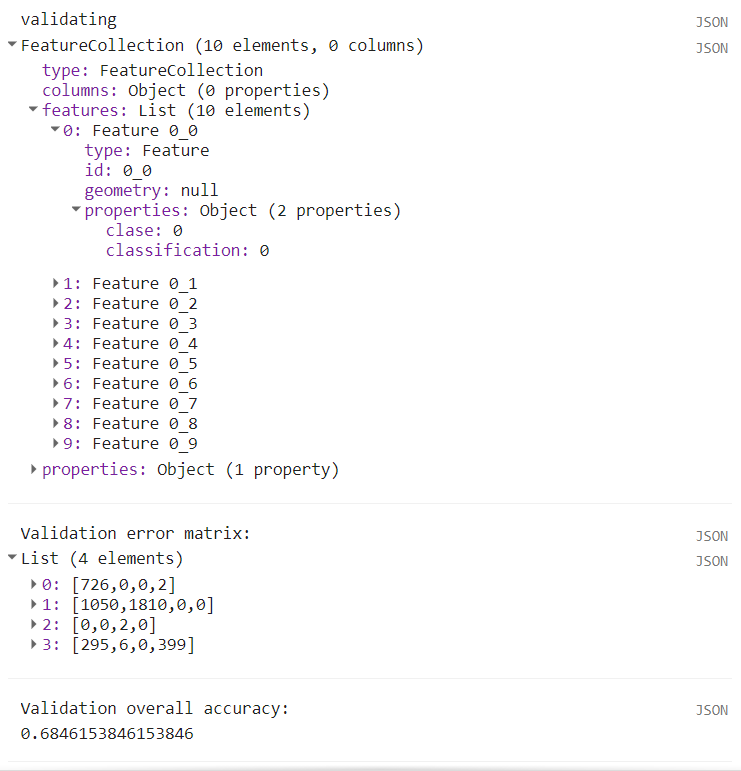 validating JSON
FeatureCollection (10 elements, 0 columns) JSON
type: FeatureCollection
columns: Object (0 properties)
features: List (10 elements)
0: Feature 0_0
type: Feature
id: 0_0
geometry: null
properties: Object (2 properties)
clase: 0
classification: 0
1: Feature 0_1
2: Feature 0_2
3: Feature 0_3
4: Feature 0_4
5: Feature 0_5
6: Feature 0_6
7: Feature 0_7
8: Feature 0_8
9: Feature 0_9
properties: Object (1 property)
Validation error matrix: JSON
List (4 elements) JSON
0: [726,0,0,2]
1: [1050,1810,0,0]
2: [0,0,2,0]
3: [295,6,0,399]
Validation overall accuracy: JSON
0.6846153846153846